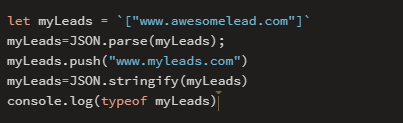 let myLeads = `["www.awesomelead.com"]`
myLeads=JSON.parse(myLeads);
myLeads.push("www.myleads.com")
myLeads=JSON.stringify(myLeads)
console.log(typeof myLeads)